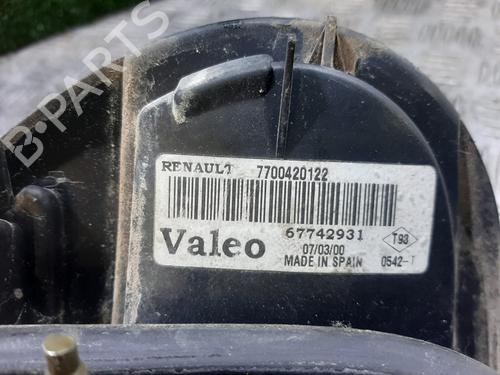 B-PARTS
RENAULT 7700420122
67742931
Valeo
07/03/00
T93
MADE IN SPAIN 0542-T